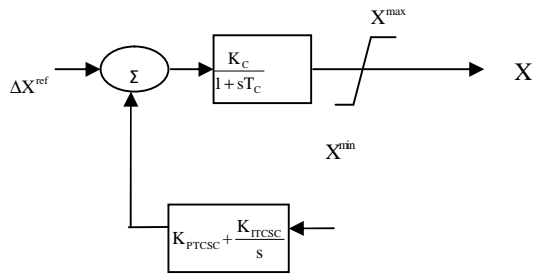 X^max
K_C
Σ
1 + sT_C
X
ΔX^ref
X^min
K_PTCSC + K_ITCSC
s